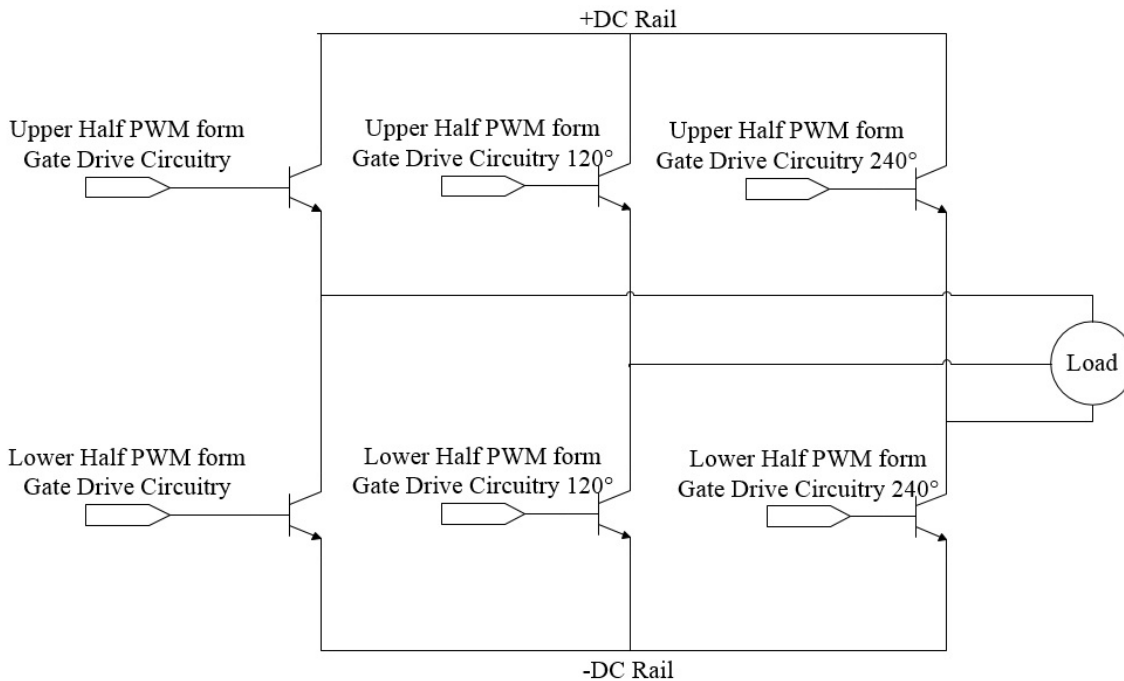 +DC Rail
Upper Half PWM form
Gate Drive Circuitry
Upper Half PWM form
Gate Drive Circuitry 120°
Upper Half PWM form
Gate Drive Circuitry 240°
Load
Lower Half PWM form
Gate Drive Circuitry
Lower Half PWM form
Gate Drive Circuitry 120°
Lower Half PWM form
Gate Drive Circuitry 240°
-DC Rail